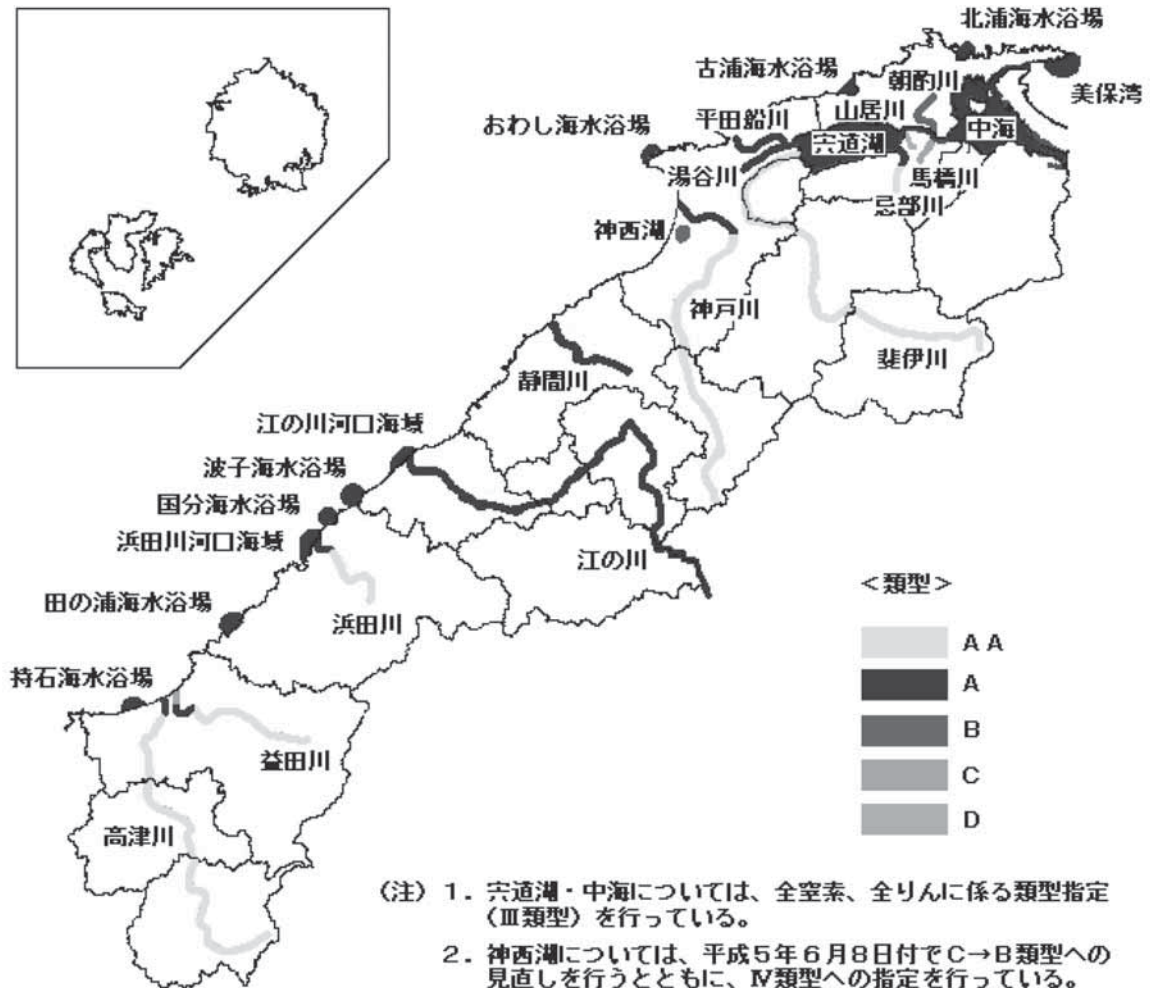 北浦海水浴場
古浦海水浴場
朝酌川
美保湾
山居川
平田船川
おわし海水浴場
中海
宍道湖
湯谷川
馬橋川
忌部川
神西湖
神戸川
斐伊川
静間川
江の川河口海域
波子海水浴場
国分海水浴場
浜田川河口海域
江の川
田の浦海水浴場
浜田川
持石海水浴場
益田川
高津川
<類型>
AA
A
B
C
D
(注) 1. 宍道湖・中海については、全窒素、全りんに係る類型指定
(Ⅲ類型) を行っている。
2. 神西湖については、平成5年6月8日付でC→B類型への
見直しを行うとともに、Ⅳ類型への指定を行っている。